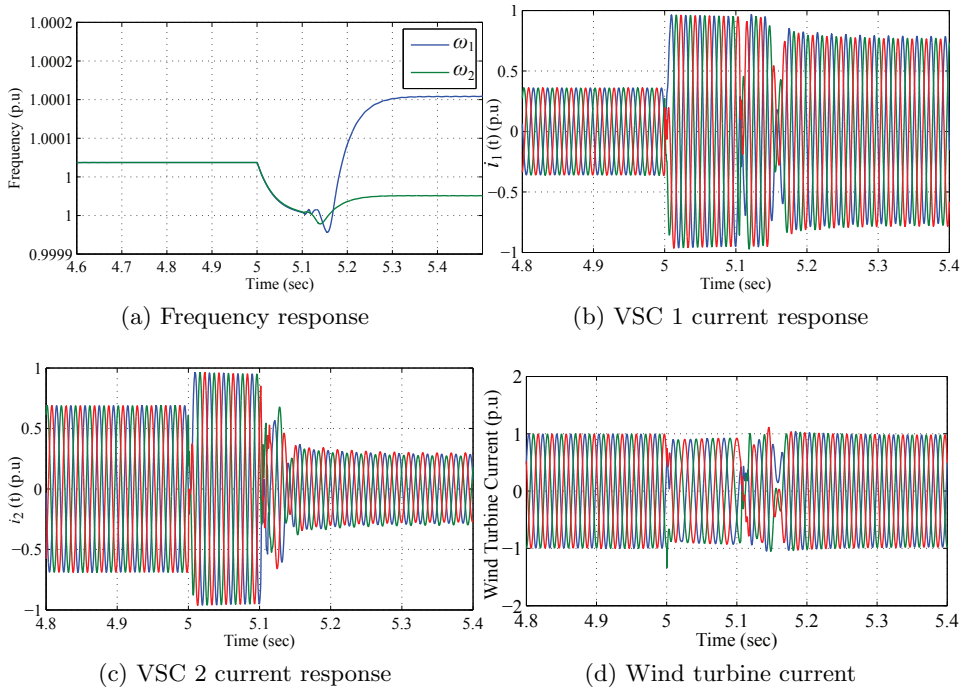 1.0002
1.0002
1.0001
1.0001
1
1
0.9999
Frequency (p.u)
ω1
ω2
4.6 4.7 4.8 4.9 5 5.1 5.2 5.3 5.4
Time (sec)
(a) Frequency response
1
0.5
0
−0.5
−1
i1 (t) (p.u)
4.8 4.9 5 5.1 5.2 5.3 5.4
Time (sec)
(b) VSC 1 current response
1
0.5
0
−0.5
−1
i2 (t) (p.u)
4.8 4.9 5 5.1 5.2 5.3 5.4
Time (sec)
(c) VSC 2 current response
2
1
0
−1
−2
Wind Turbine Current (p.u)
4.8 4.9 5 5.1 5.2 5.3 5.4
Time (sec)
(d) Wind turbine current